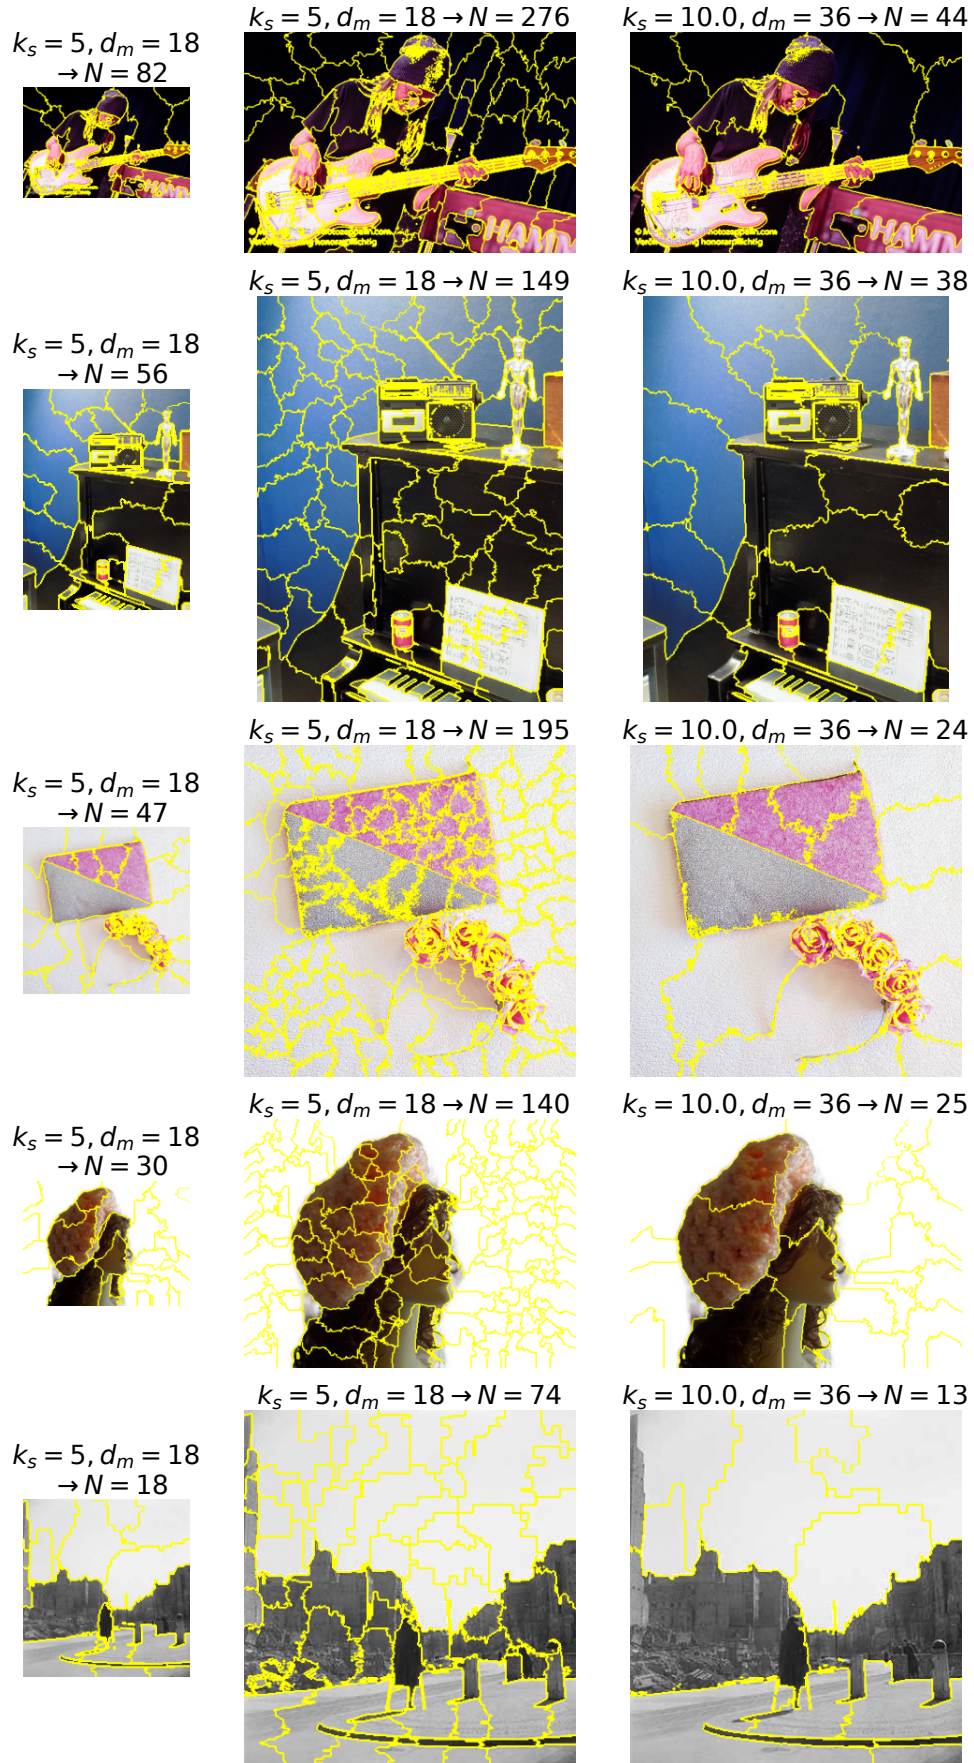 k_s = 5, d_m = 18
→ N = 82
k_s = 5, d_m = 18 → N = 276
k_s = 10.0, d_m = 36 → N = 44
HAMM
HAMM
k_s = 5, d_m = 18
→ N = 56
k_s = 5, d_m = 18 → N = 149
k_s = 10.0, d_m = 36 → N = 38
k_s = 5, d_m = 18
→ N = 47
k_s = 5, d_m = 18 → N = 195
k_s = 10.0, d_m = 36 → N = 24
k_s = 5, d_m = 18
→ N = 30
k_s = 5, d_m = 18 → N = 140
k_s = 10.0, d_m = 36 → N = 25
k_s = 5, d_m = 18
→ N = 18
k_s = 5, d_m = 18 → N = 74
k_s = 10.0, d_m = 36 → N = 13